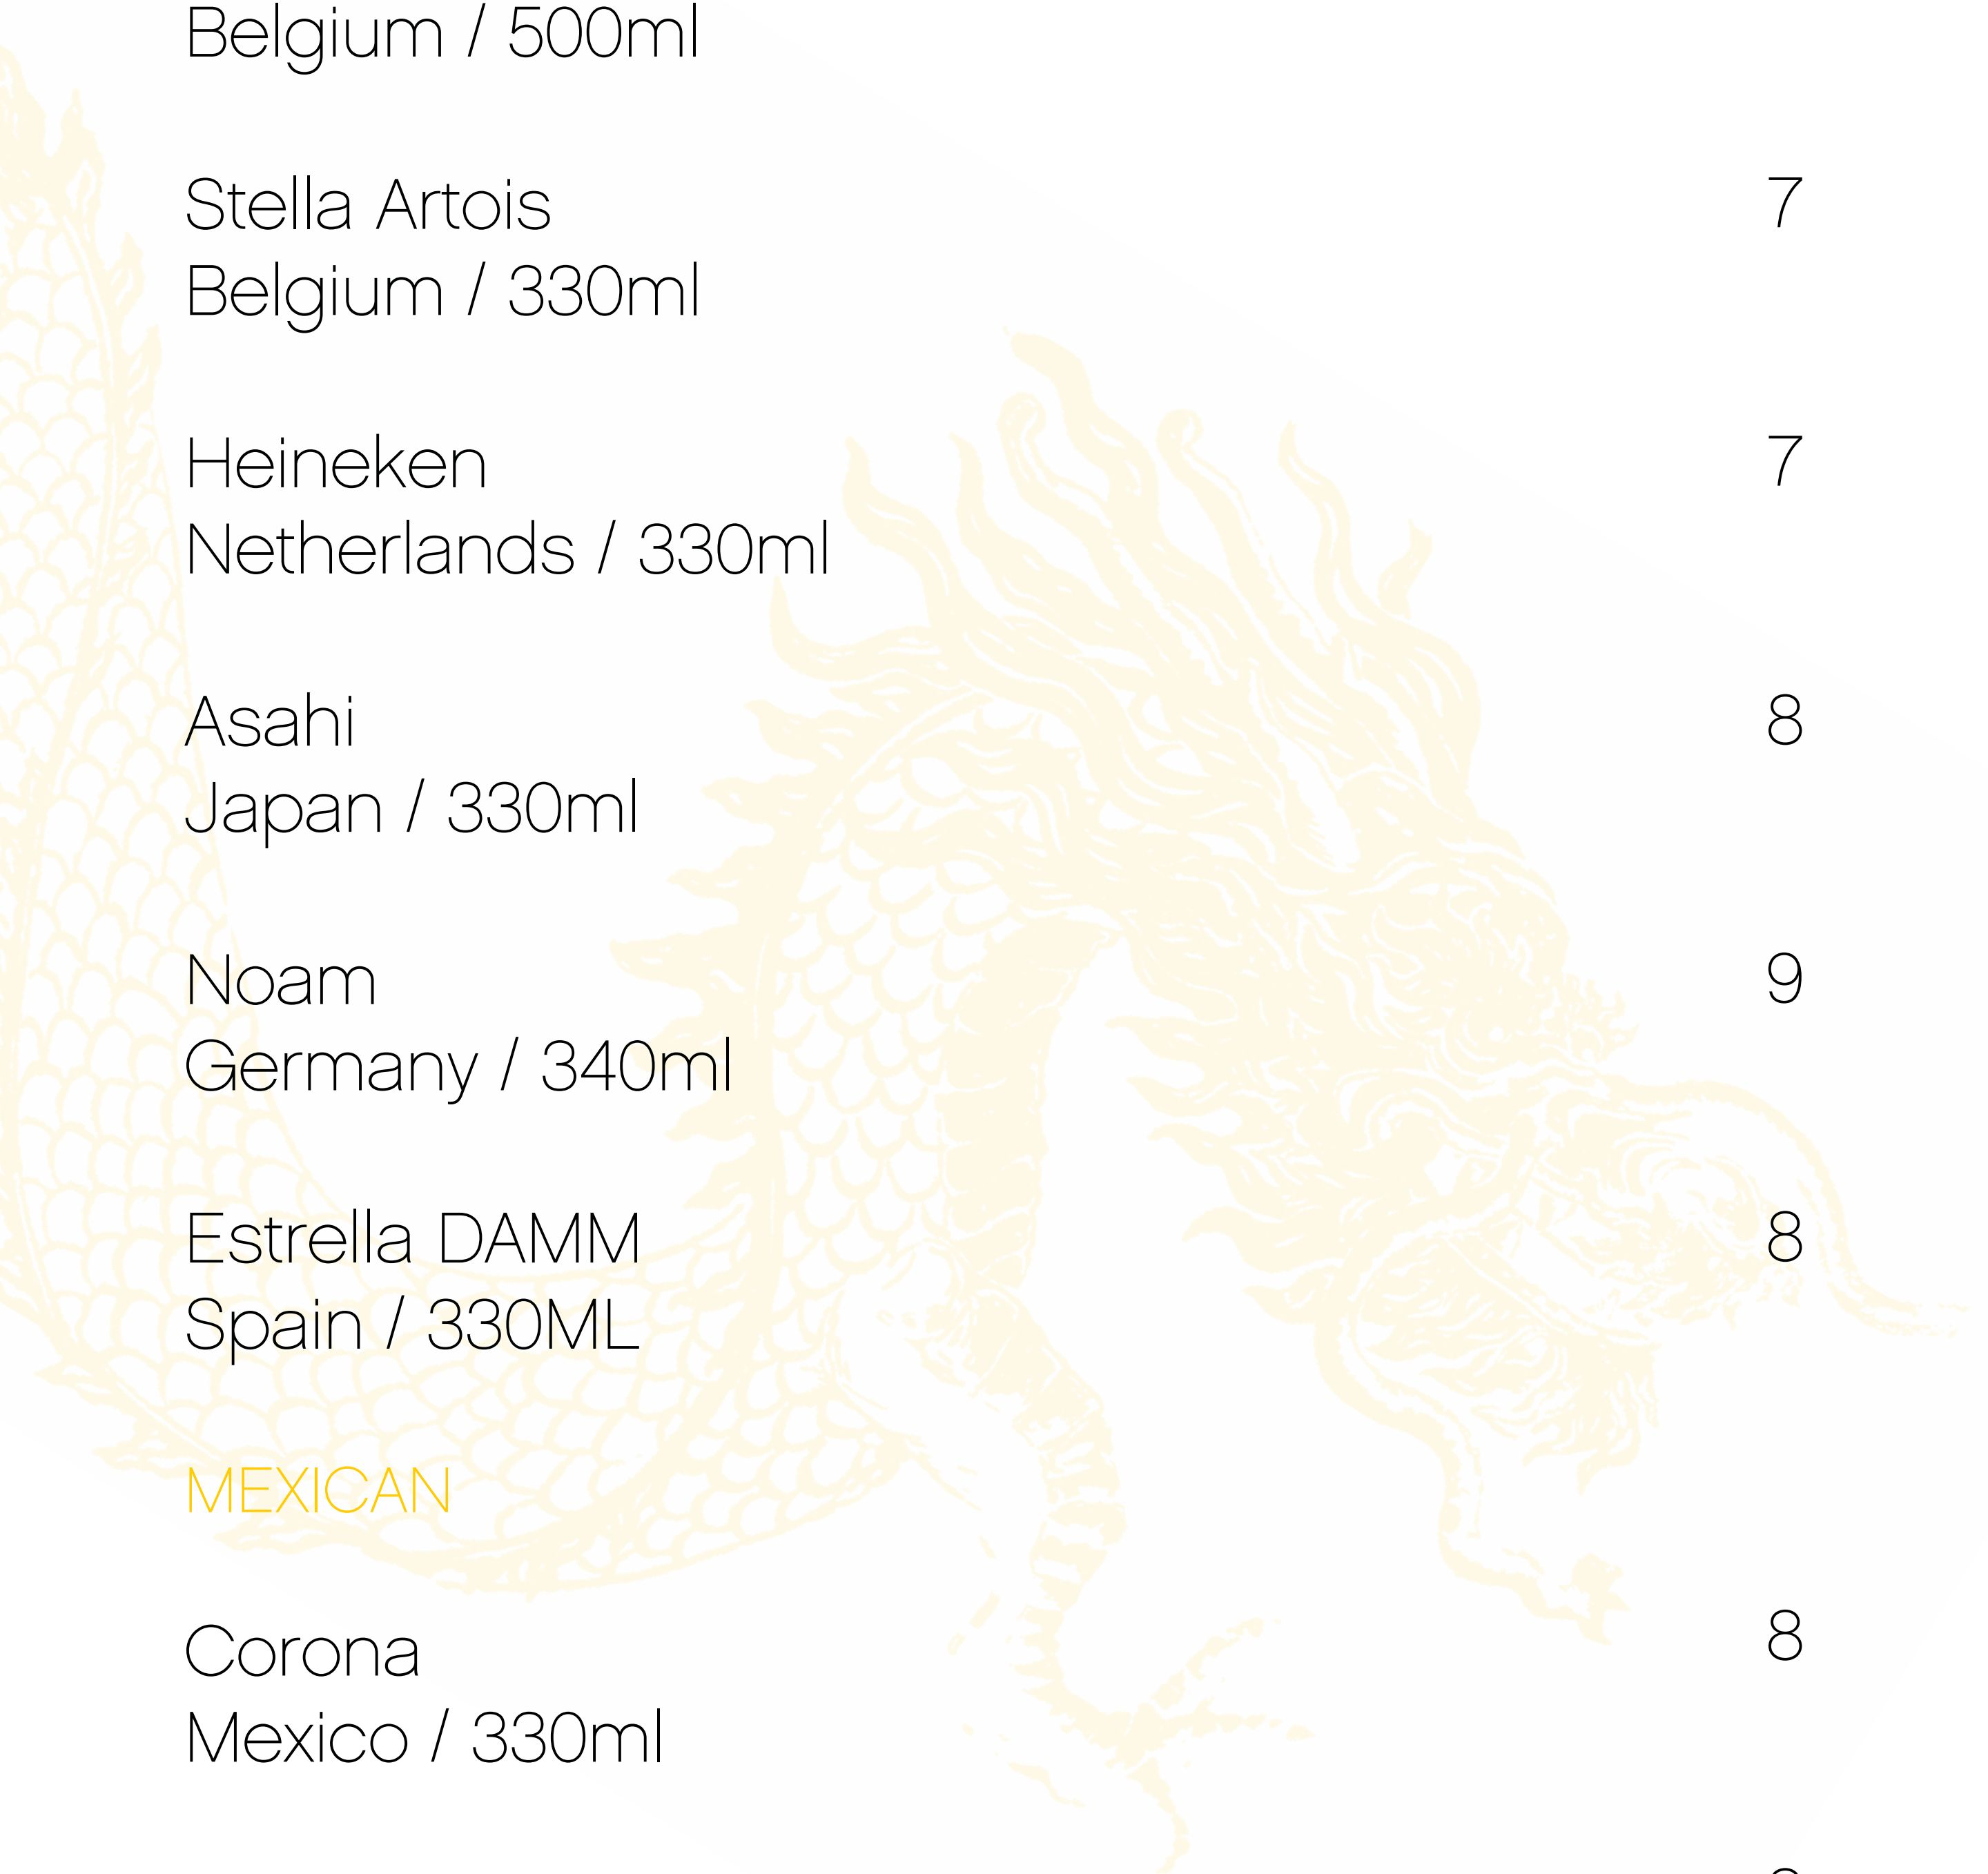 Belgium / 500ml
Stella Artois 7
Belgium / 330ml
Heineken 7
Netherlands / 330ml
Asahi 8
Japan / 330ml
Noam 9
Germany / 340ml
Estrella DAMM 8
Spain / 330ML
MEXICAN
Corona 8
Mexico / 330ml